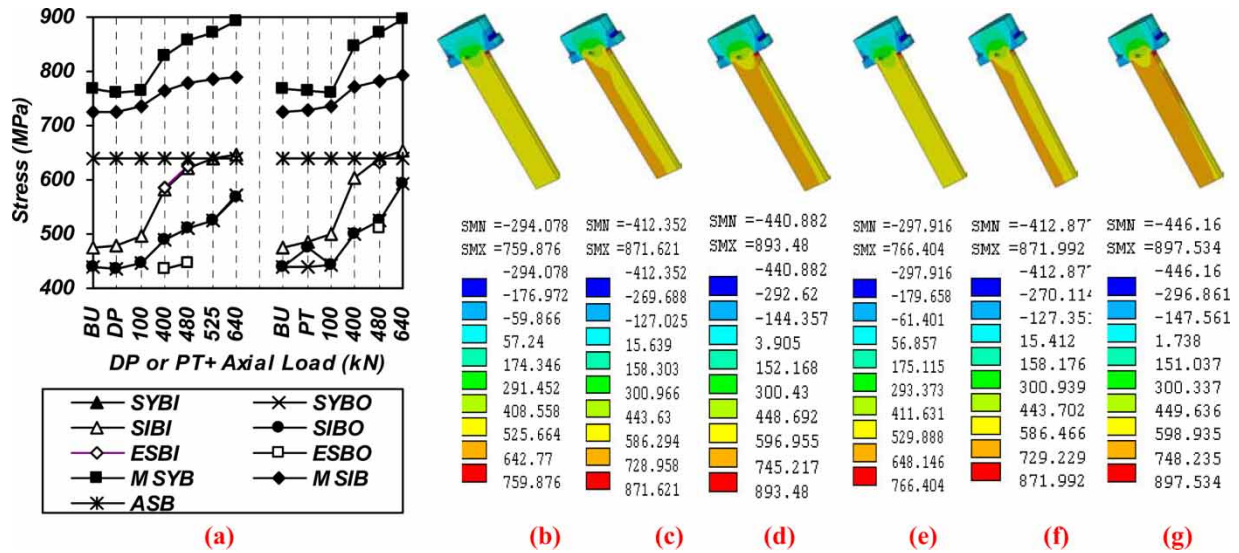 900
800
700
600
500
400
Stress (MPa)
BU
DP
100
400
480
525
640
BU
PT
100
400
480
640
DP or PT+ Axial Load (kN)
SYBI
SYBO
SIBI
SIBO
ESBI
ESBO
M SYB
M SIB
ASB
(a)
SMN =-294.078
SMX =759.876
-294.078
-176.972
-59.866
57.24
174.346
291.452
408.558
525.664
642.77
759.876
(b)
SMN =-412.352
SMX =871.621
-412.352
-269.688
-127.025
15.639
158.303
300.966
443.63
586.294
728.958
871.621
(c)
SMN =-440.882
SMX =893.48
-440.882
-292.62
-144.357
3.905
152.168
300.43
448.692
596.955
745.217
893.48
(d)
SMN =-297.916
SMX =766.404
-297.916
-179.658
-61.401
56.857
175.115
293.373
411.631
529.888
648.146
766.404
(e)
SMN =-412.877
SMX =871.992
-412.877
-270.114
-127.351
15.412
158.176
300.939
443.702
586.466
729.229
871.992
(f)
SMN =-446.16
SMX =897.534
-446.16
-296.861
-147.561
1.738
151.037
300.337
449.636
598.935
748.235
897.534
(g)